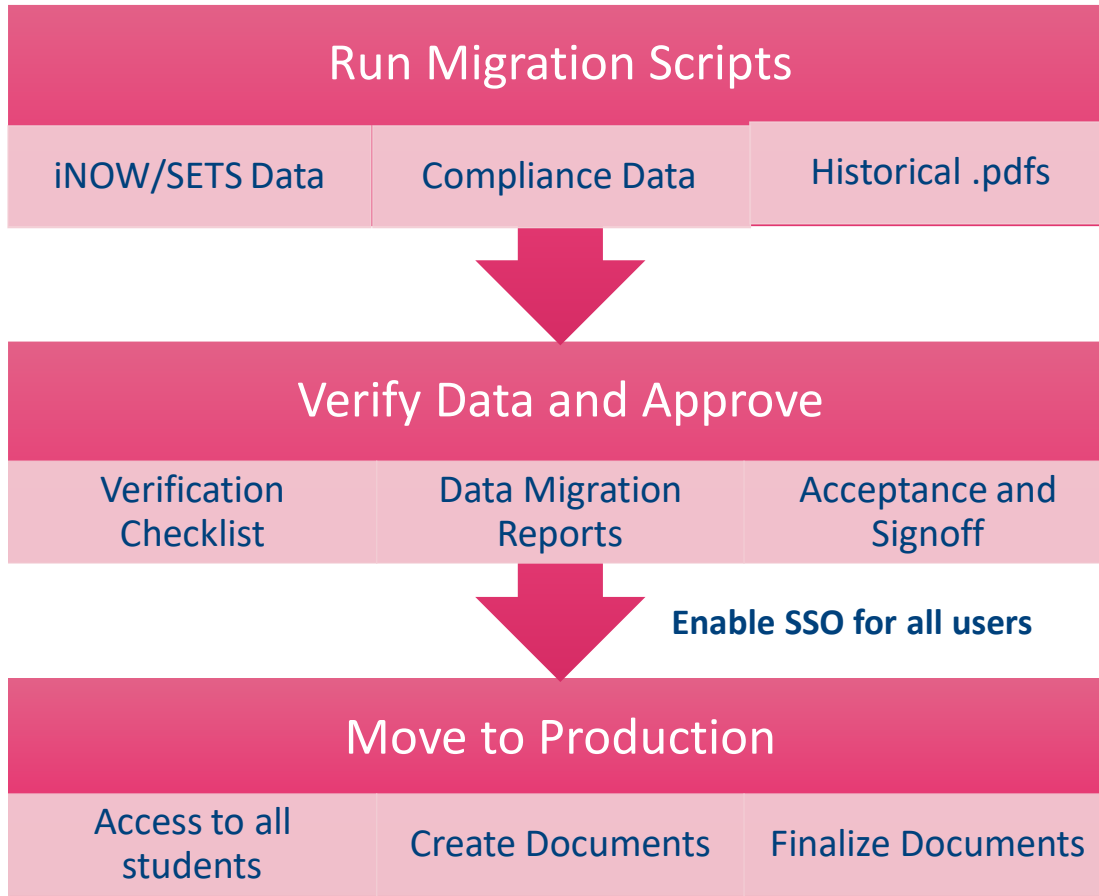 Run Migration Scripts
iNOW/SETS Data
Compliance Data
Historical .pdfs
Verify Data and Approve
Verification
Checklist
Data Migration
Reports
Acceptance and
Signoff
Enable SSO for all users
Move to Production
Access to all
students
Create Documents
Finalize Documents